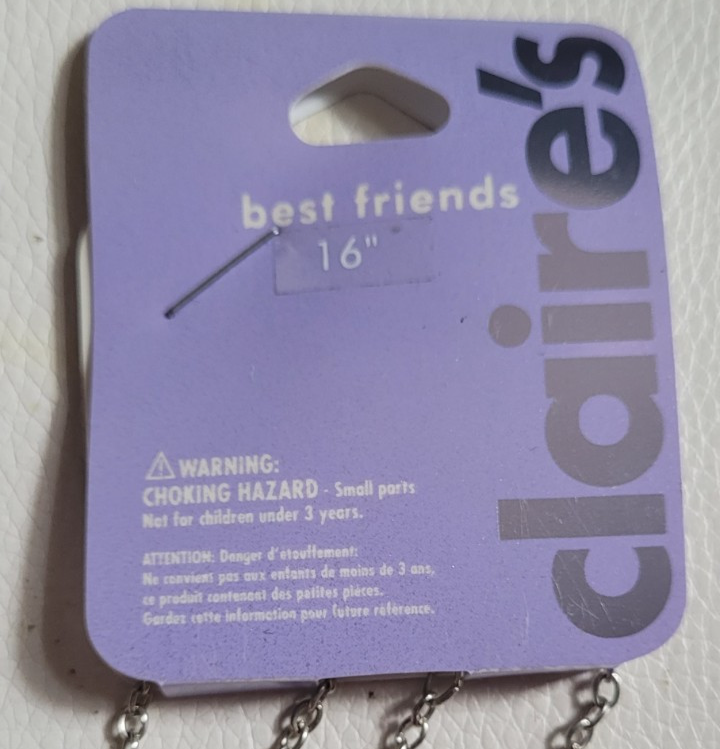 claire's
best friends
16"
WARNING:
CHOKING HAZARD - Small parts
Not for children under 3 years.
ATTENTION: Danger d'étouffement:
Ne convient pas aux enfants de moins de 3 ans,
ce produit contenant des petites pièces.
Gardez cette information pour future référence.